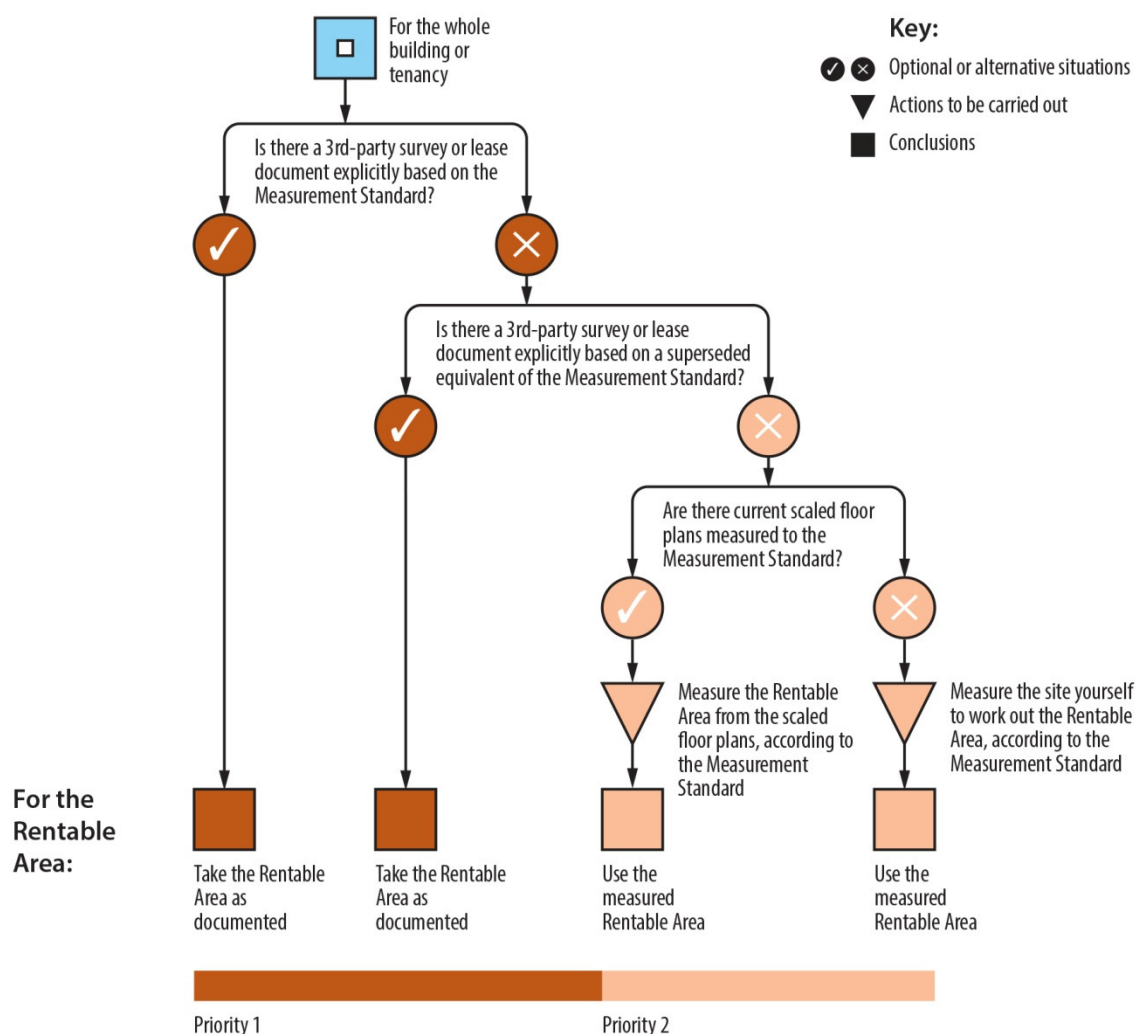 For the whole
building or
tenancy
Key:
Optional or alternative situations
Actions to be carried out
Conclusions
Is there a 3rd-party survey or lease
document explicitly based on the
Measurement Standard?
Is there a 3rd-party survey or lease
document explicitly based on a superseded
equivalent of the Measurement Standard?
Are there current scaled floor
plans measured to the
Measurement Standard?
Measure the Rentable
Area from the scaled
floor plans, according to
the Measurement
Standard
Measure the site yourself
to work out the Rentable
Area, according to the
Measurement Standard
For the
Rentable
Area:
Take the Rentable
Area as
documented
Take the Rentable
Area as
documented
Use the
measured
Rentable Area
Use the
measured
Rentable Area
Priority 1
Priority 2